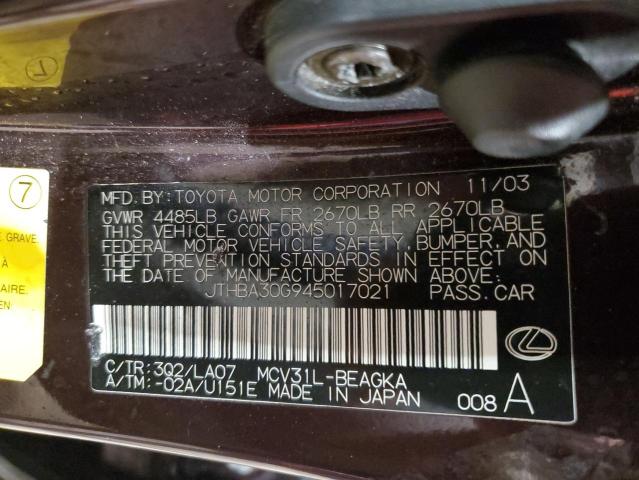 7
7
E. GRAVE.
À
AIRE.
ENT.
MFD.BY:TOYOTA MOTOR CORPORATION 11/03
GVWR 4485LB GAWR FR 2670LB RR 2670LB
THIS VEHICLE CONFORMS TO ALL APPLICABLE
FEDERAL MOTOR VEHICLE SAFETY, BUMPER, AND
THEFT PREVENTION STANDARDS IN EFFECT ON
THE DATE OF MANUFACTURE SHOWN ABOVE.
JTHBA30G945017021 PASS.CAR
C/TR:3Q2/LA07 MCV31L-BEAGKA
A/TM:-02A/U151E MADE IN JAPAN
008 A